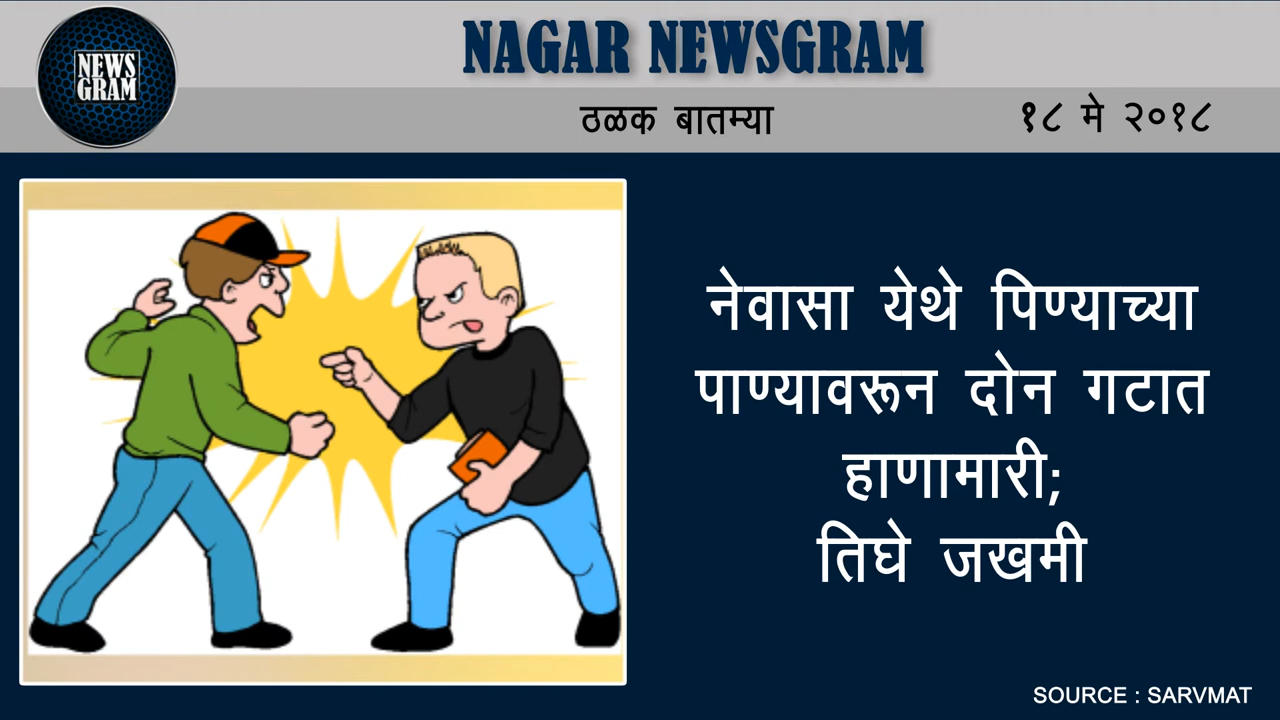 NEWS
GRAM
NAGAR NEWSGRAM
ठळक बातम्या
१८ मे २०१८
नेवासा येथे पिण्याच्या
पाण्यावरून दोन गटात
हाणामारी;
तिघे जखमी
SOURCE : SARVMAT